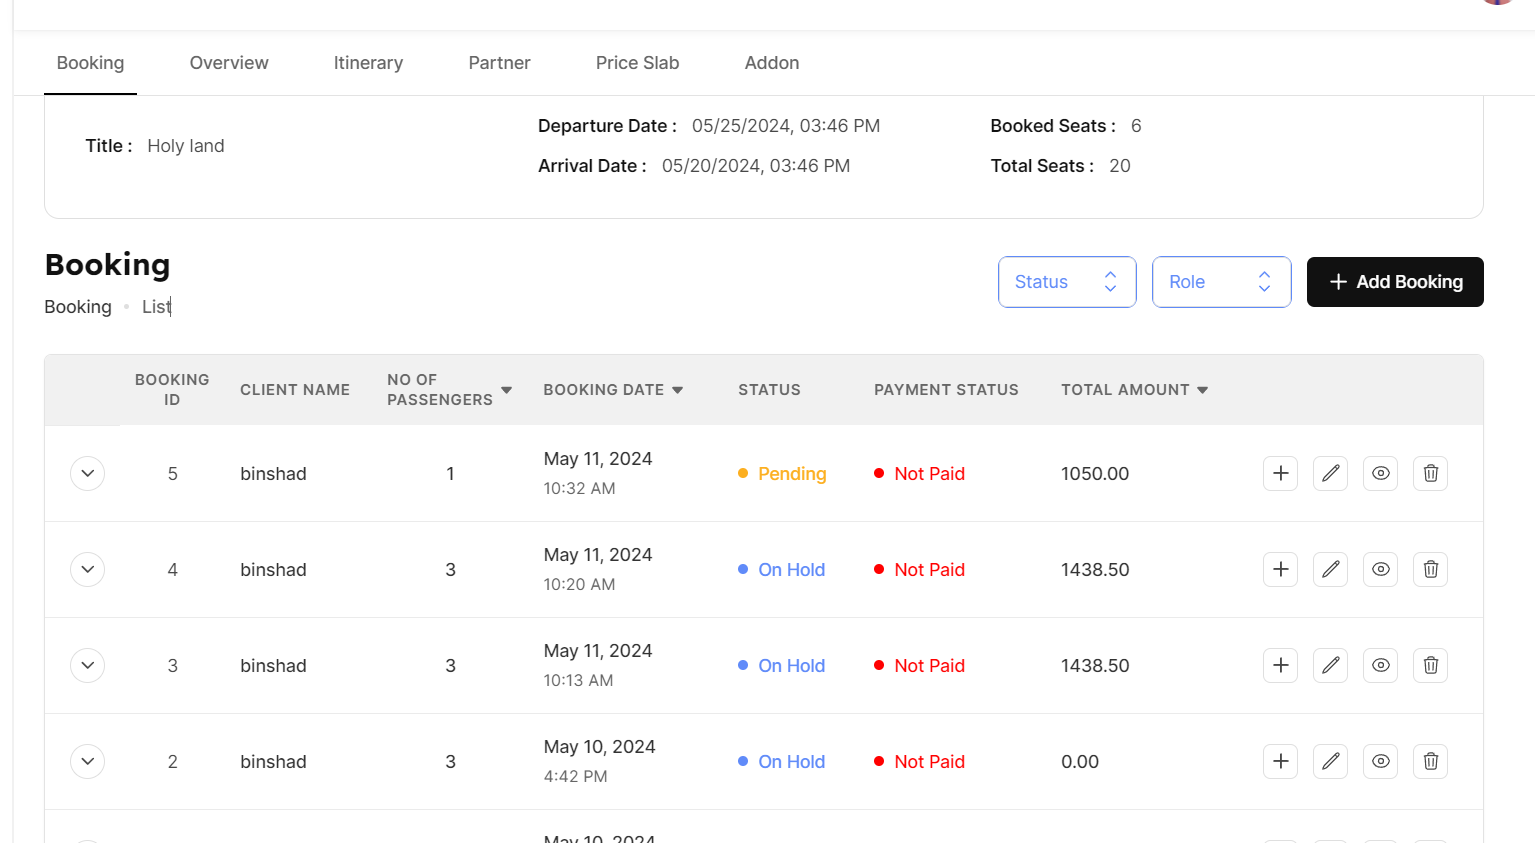 Booking Overview Itinerary Partner Price Slab Addon
Title : Holy land
Departure Date : 05/25/2024, 03:46 PM
Arrival Date : 05/20/2024, 03:46 PM
Booked Seats : 6
Total Seats : 20
Booking
Booking • List
Status Role + Add Booking
BOOKING ID CLIENT NAME NO OF PASSENGERS BOOKING DATE STATUS PAYMENT STATUS TOTAL AMOUNT
5 binshad 1 May 11, 2024 10:32 AM Pending Not Paid 1050.00
4 binshad 3 May 11, 2024 10:20 AM On Hold Not Paid 1438.50
3 binshad 3 May 11, 2024 10:13 AM On Hold Not Paid 1438.50
2 binshad 3 May 10, 2024 4:42 PM On Hold Not Paid 0.00
May 10, 2024